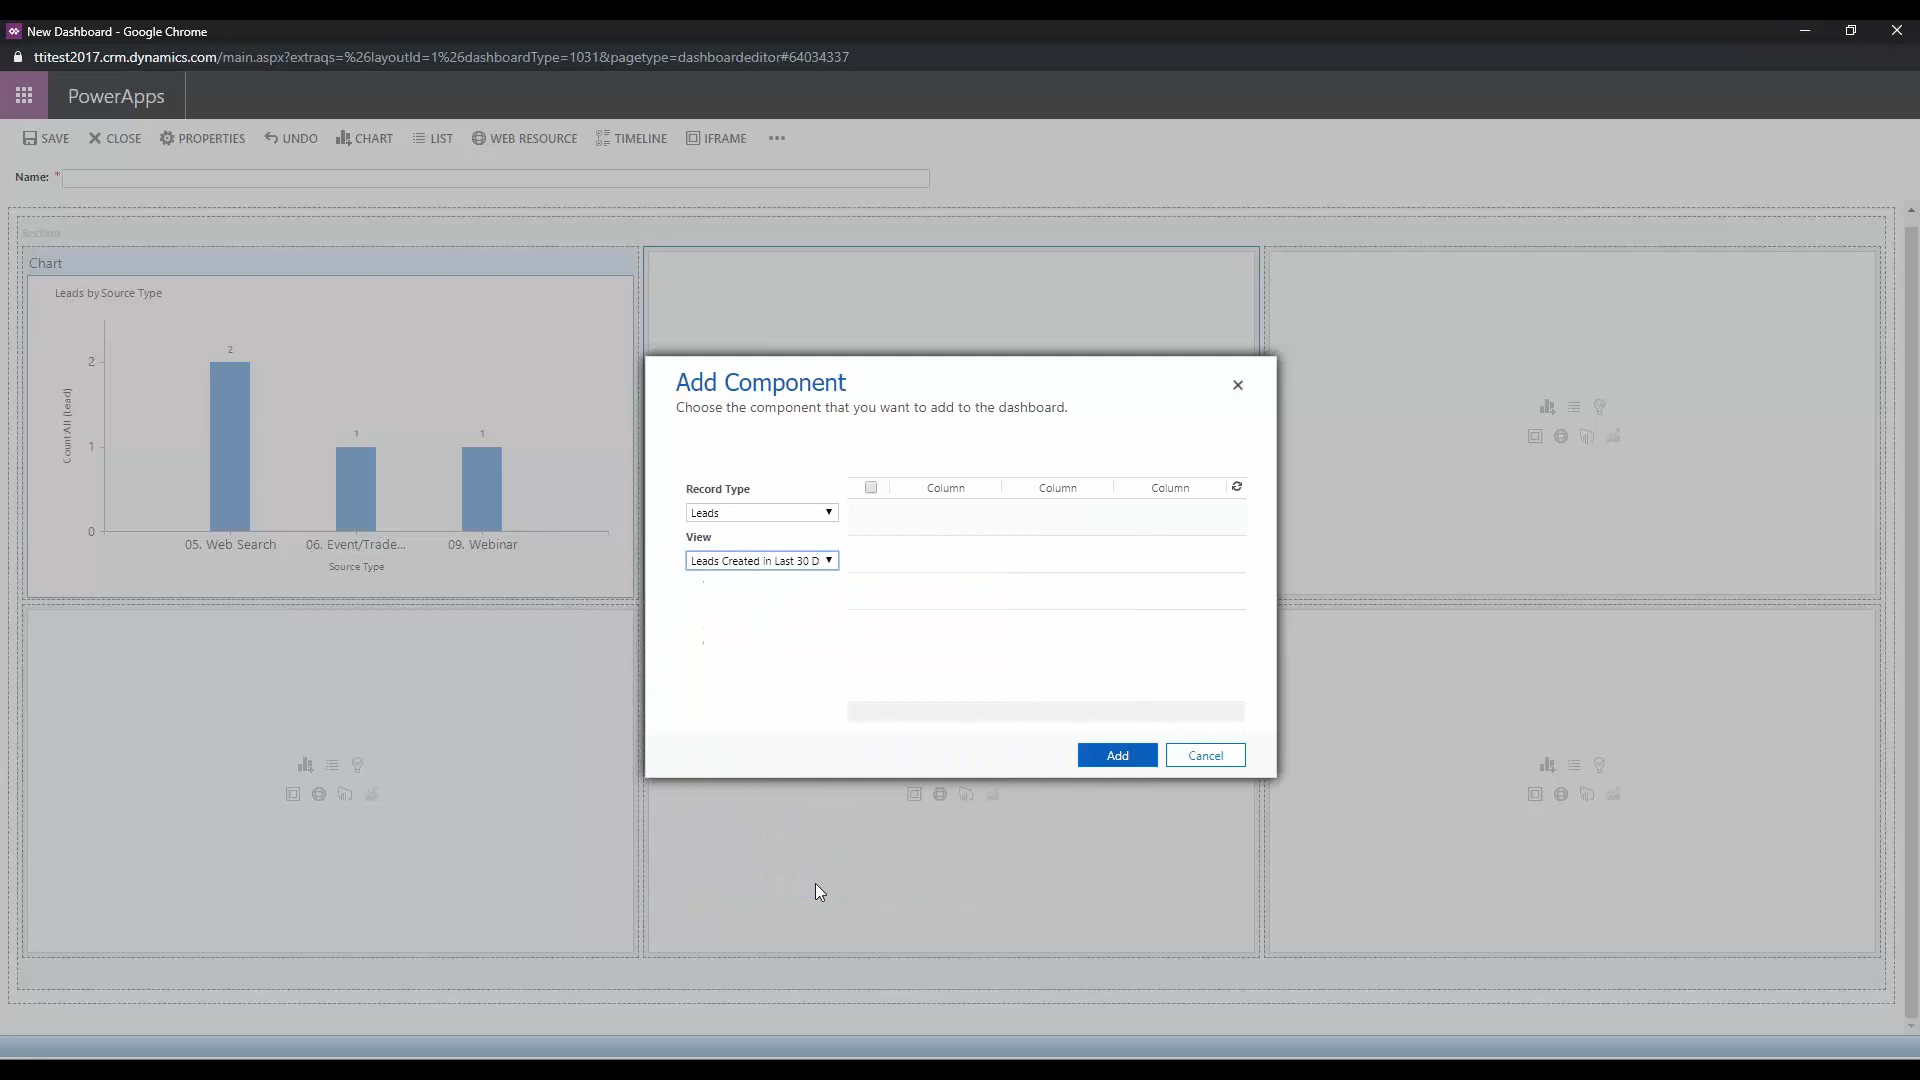 New Dashboard - Google Chrome
ttitest2017.crm.dynamics.com/main.aspx?extraqs=%26layoutId=1%26dashboardType=1031&pagetype=dashboardeditor#64034337
PowerApps
SAVE CLOSE PROPERTIES UNDO CHART LIST WEB RESOURCE TIMELINE IFRAME •••
Name: *
Section
Chart
Leads by Source Type
2
2
1
1
1
0
Count:All (Lead)
05. Web Search 06. Event/Trade... 09. Webinar
Source Type
Add Component
Choose the component that you want to add to the dashboard.
Record Type
Column Column Column
Leads
View
Leads Created in Last 30 D
Add Cancel